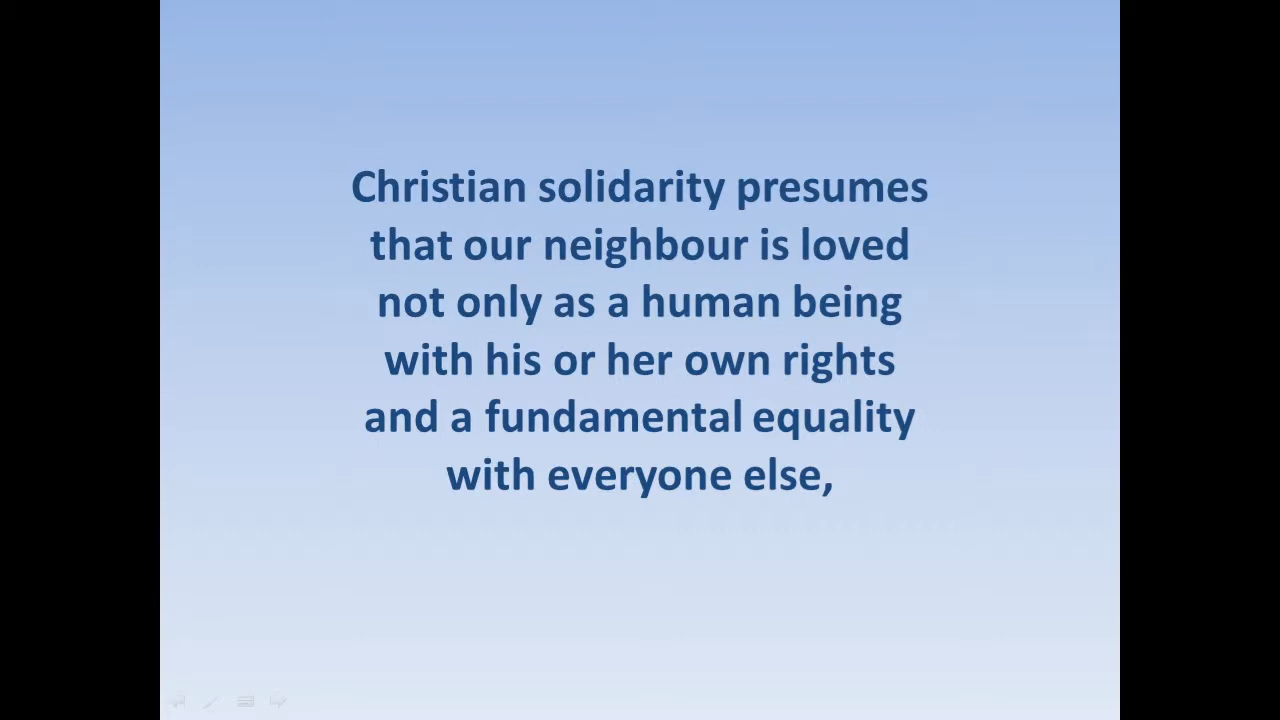 Christian solidarity presumes
that our neighbour is loved
not only as a human being
with his or her own rights
and a fundamental equality
with everyone else,